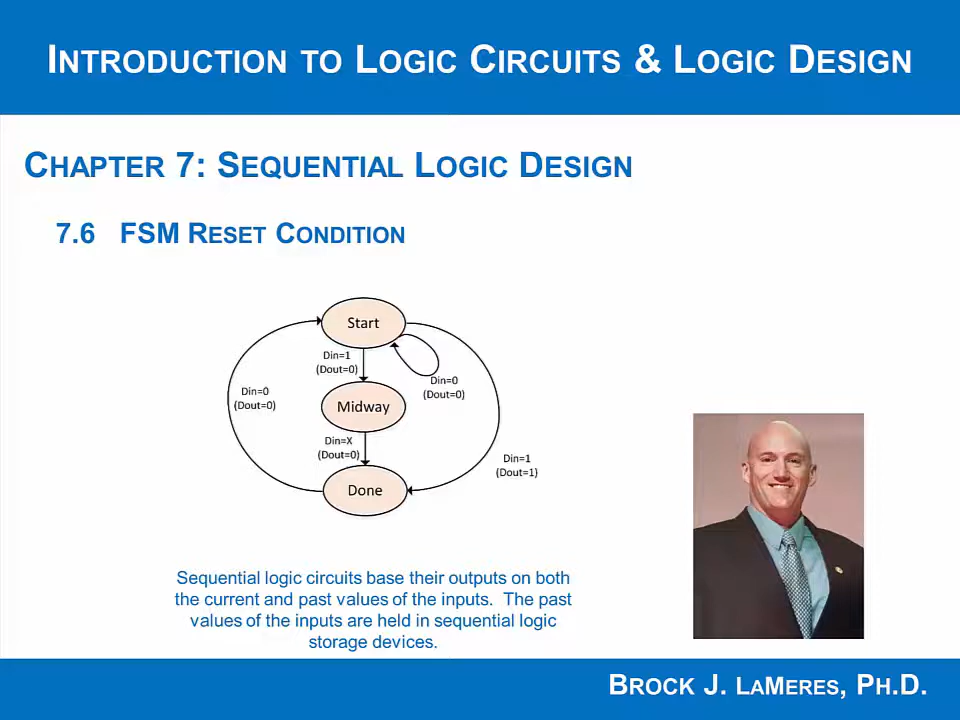 INTRODUCTION TO LOGIC CIRCUITS & LOGIC DESIGN
CHAPTER 7: SEQUENTIAL LOGIC DESIGN
7.6 FSM RESET CONDITION
Start
Din=1
(Dout=0)
Din=0
(Dout=0)
Din=0
(Dout=0)
Midway
Din=X
(Dout=0)
Din=1
(Dout=1)
Done
Sequential logic circuits base their outputs on both
the current and past values of the inputs. The past
values of the inputs are held in sequential logic
storage devices.
BROCK J. LAMERES, PH.D.